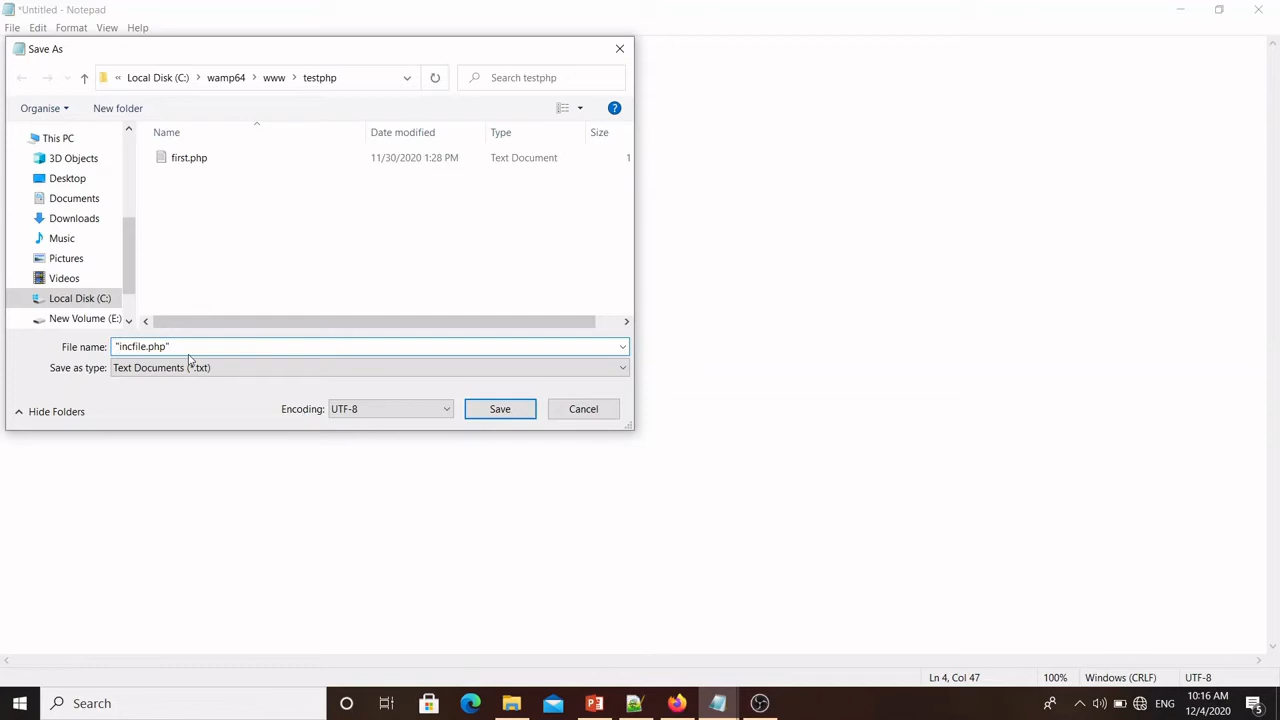 *Untitled - Notepad
File Edit Format View Help
Save As
« Local Disk (C:) › wamp64 › www › testphp
Search testphp
Organise New folder
Name Date modified Type Size
first.php 11/30/2020 1:28 PM Text Document 1
This PC
3D Objects
Desktop
Documents
Downloads
Music
Pictures
Videos
Local Disk (C:)
New Volume (E:)
File name: "incfile.php"
Save as type: Text Documents (*.txt)
Hide Folders Encoding: UTF-8 Save Cancel
Ln 4, Col 47 100% Windows (CRLF) UTF-8
Search
ENG
10:16 AM
12/4/2020
5